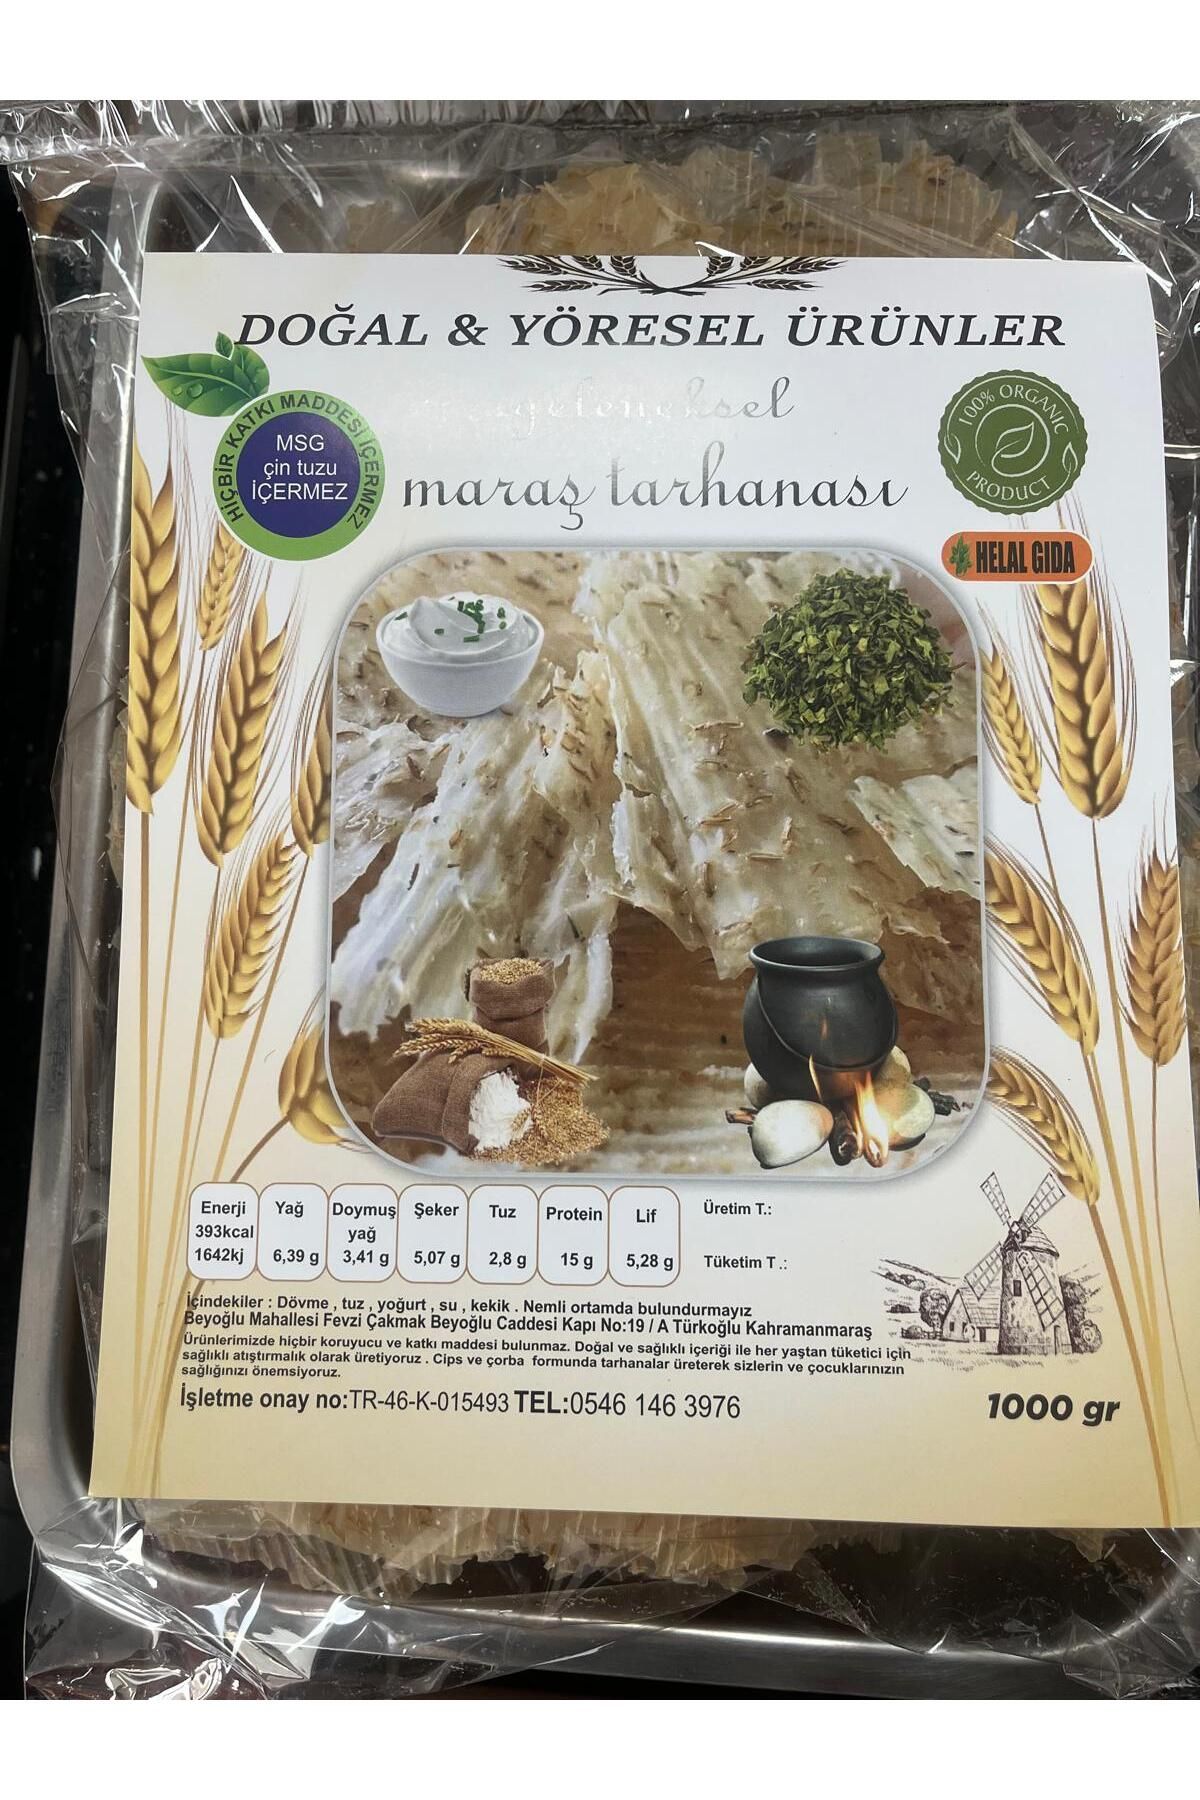 DOĞAL & YÖRESEL ÜRÜNLER
geleneksel
maraş tarhanası
HİÇBİR KATKI MADDESİ İÇERMEZ
MSG
çin tuzu
İÇERMEZ
100% ORGANIC
PRODUCT
HELAL GIDA
Enerji
393kcal
1642kj
Yağ
6,39 g
Doymuş
yağ
3,41 g
Şeker
5,07 g
Tuz
2,8 g
Protein
15 g
Lif
5,28 g
Üretim T.:
Tüketim T .:
İçindekiler : Dövme , tuz , yoğurt , su , kekik . Nemli ortamda bulundurmayız
Beyoğlu Mahallesi Fevzi Çakmak Beyoğlu Caddesi Kapı No:19 / A Türkoğlu Kahramanmaraş
Ürünlerimizde hiçbir koruyucu ve katkı maddesi bulunmaz. Doğal ve sağlıklı içeriği ile her yaştan tüketici için
sağlıklı atıştırmalık olarak üretiyoruz . Cips ve çorba formunda tarhanalar üreterek sizlerin ve çocuklarınızın
sağlığınızı önemsiyoruz.
İşletme onay no:TR-46-K-015493 TEL:0546 146 3976
1000 gr